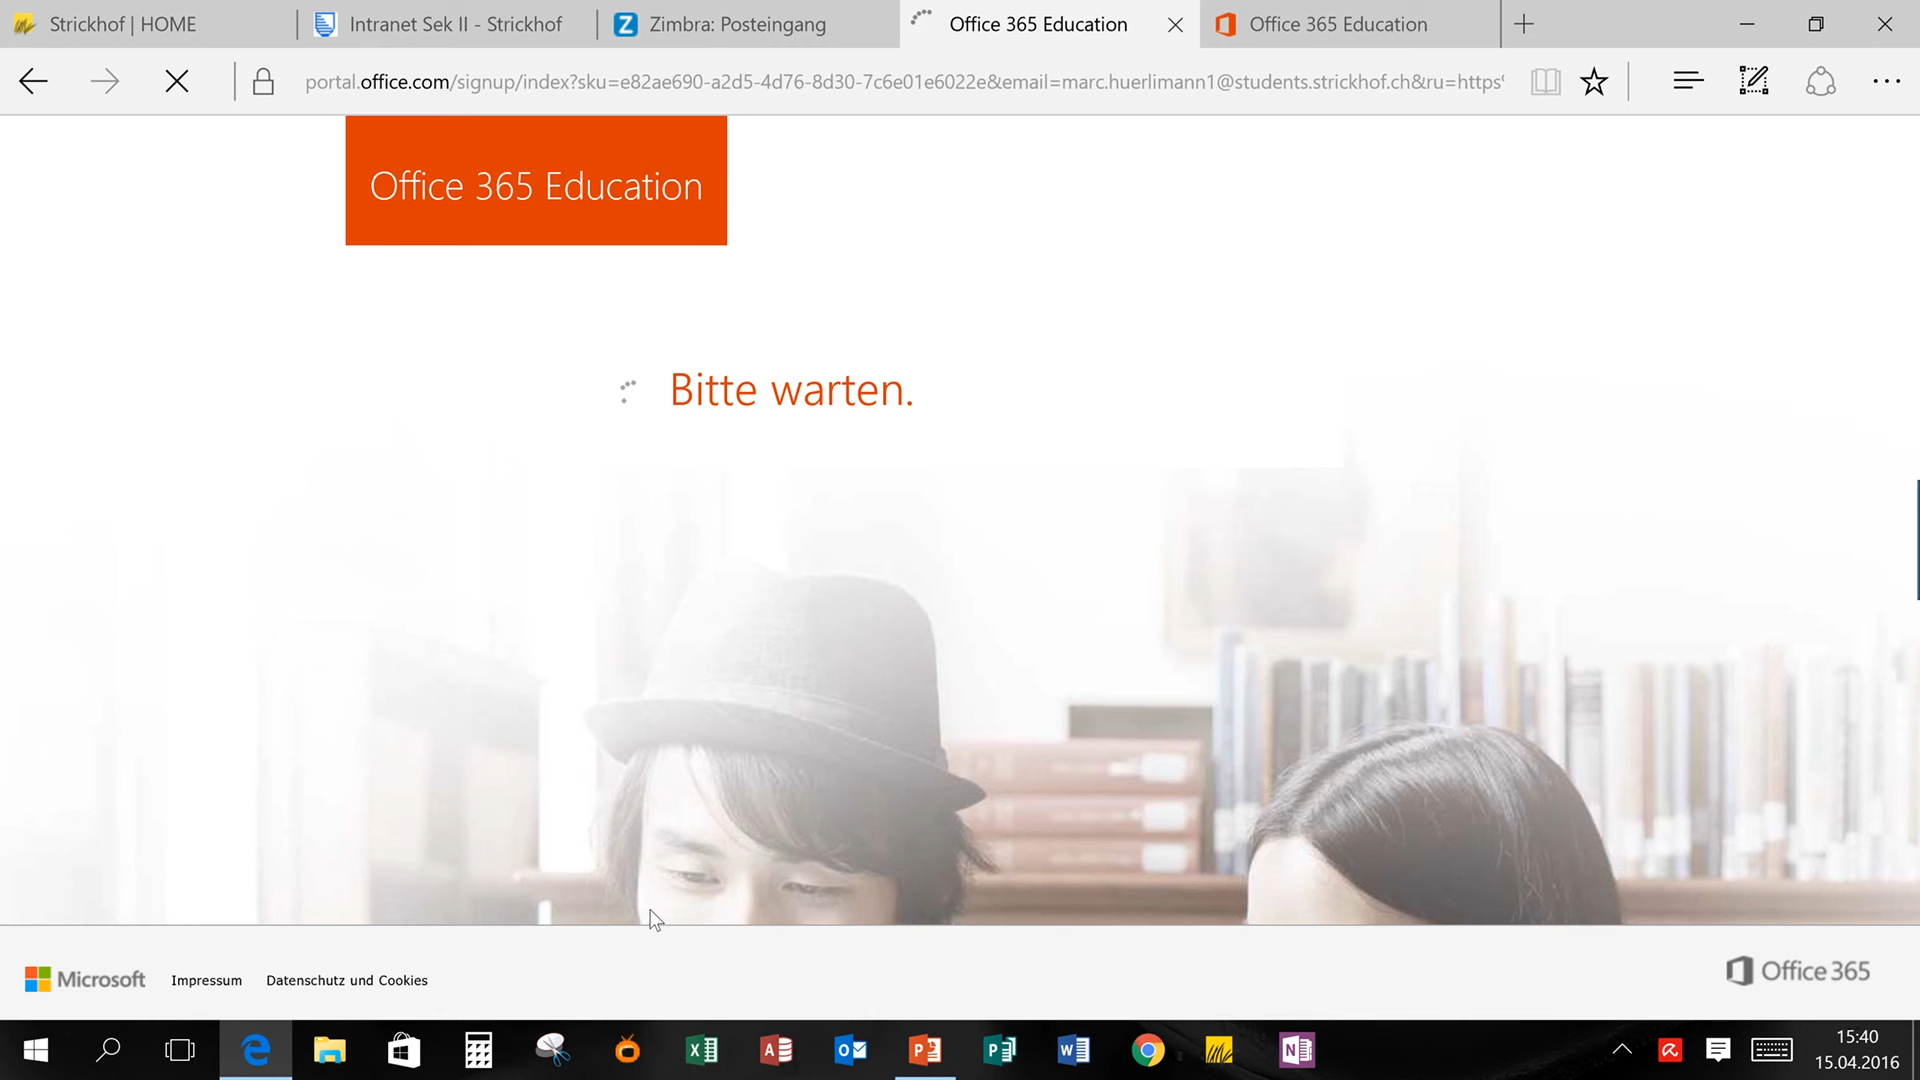 Strickhof | HOME
Intranet Sek II - Strickhof
Zimbra: Posteingang
Office 365 Education
Office 365 Education
portal.office.com/signup/index?sku=e82ae690-a2d5-4d76-8d30-7c6e01e6022e&email=marc.huerlimann1@students.strickhof.ch&ru=https
Office 365 Education
Bitte warten.
Microsoft
Impressum
Datenschutz und Cookies
Office 365
15:40
15.04.2016